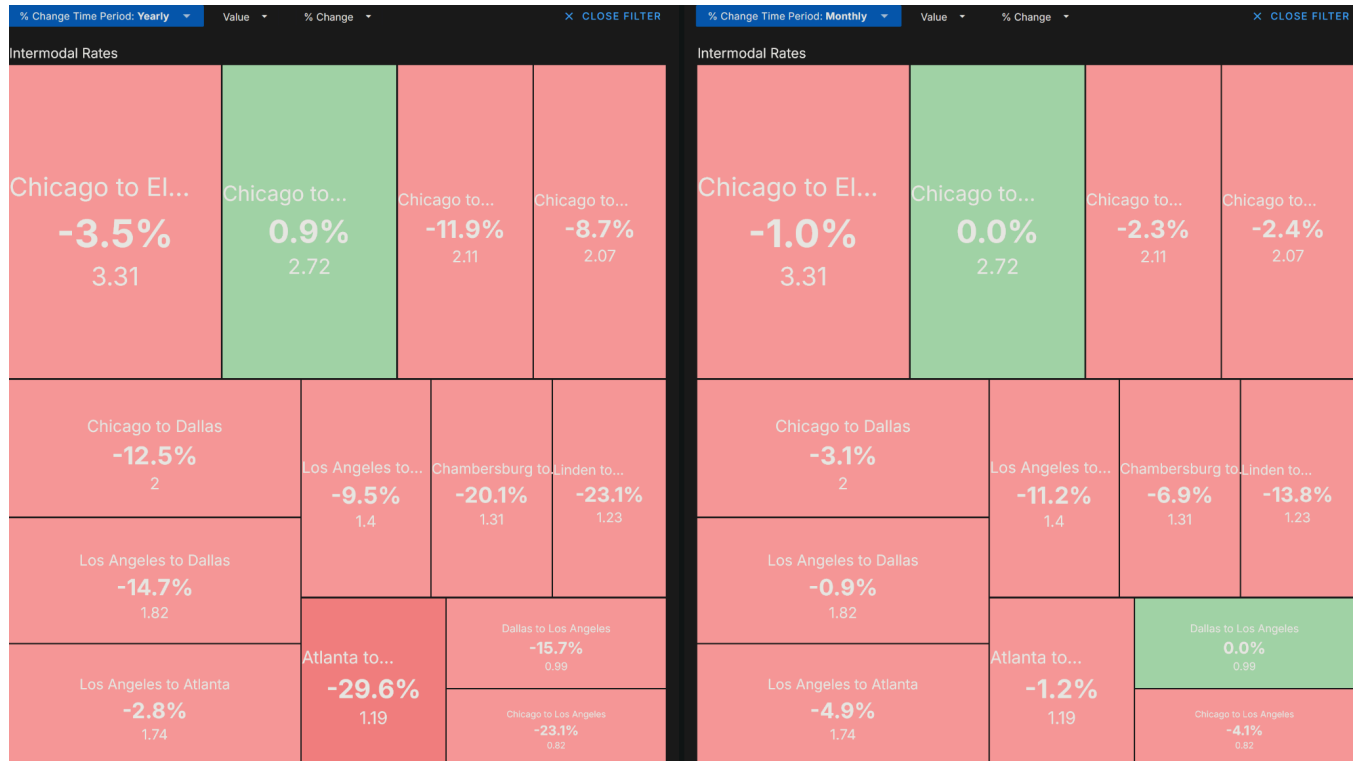 % Change Time Period: Yearly
Value
% Change
× CLOSE FILTER
Intermodal Rates
Chicago to El...
-3.5%
3.31
Chicago to...
0.9%
2.72
Chicago to...
-11.9%
2.11
Chicago to...
-8.7%
2.07
Chicago to Dallas
-12.5%
2
Los Angeles to Dallas
-14.7%
1.82
Los Angeles to Atlanta
-2.8%
1.74
Los Angeles to...
-9.5%
1.4
Chambersburg to...
-20.1%
1.31
Linden to...
-23.1%
1.23
Atlanta to...
-29.6%
1.19
Dallas to Los Angeles
-15.7%
0.99
Chicago to Los Angeles
-23.1%
0.82
% Change Time Period: Monthly
Value
% Change
× CLOSE FILTER
Intermodal Rates
Chicago to El...
-1.0%
3.31
Chicago to...
0.0%
2.72
Chicago to...
-2.3%
2.11
Chicago to...
-2.4%
2.07
Chicago to Dallas
-3.1%
2
Los Angeles to Dallas
-0.9%
1.82
Los Angeles to Atlanta
-4.9%
1.74
Los Angeles to...
-11.2%
1.4
Chambersburg to...
-6.9%
1.31
Linden to...
-13.8%
1.23
Atlanta to...
-1.2%
1.19
Dallas to Los Angeles
0.0%
0.99
Chicago to Los Angeles
-4.1%
0.82